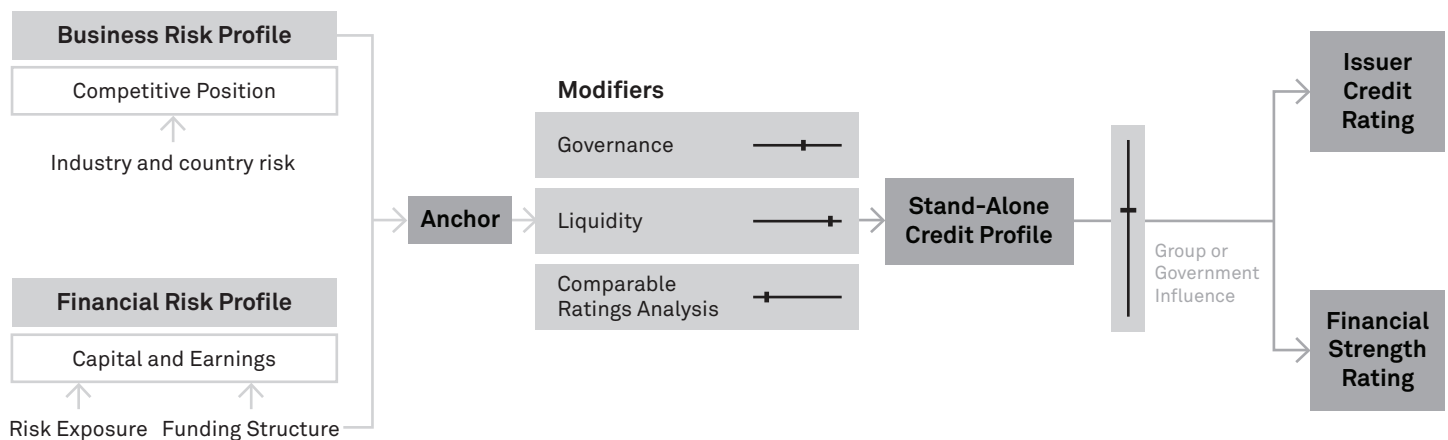 Business Risk Profile
Competitive Position
Industry and country risk
Financial Risk Profile
Capital and Earnings
Risk Exposure
Funding Structure
Anchor
Modifiers
Governance
Liquidity
Comparable
Ratings Analysis
Stand-Alone
Credit Profile
Group or
Government
Influence
Issuer
Credit
Rating
Financial
Strength
Rating